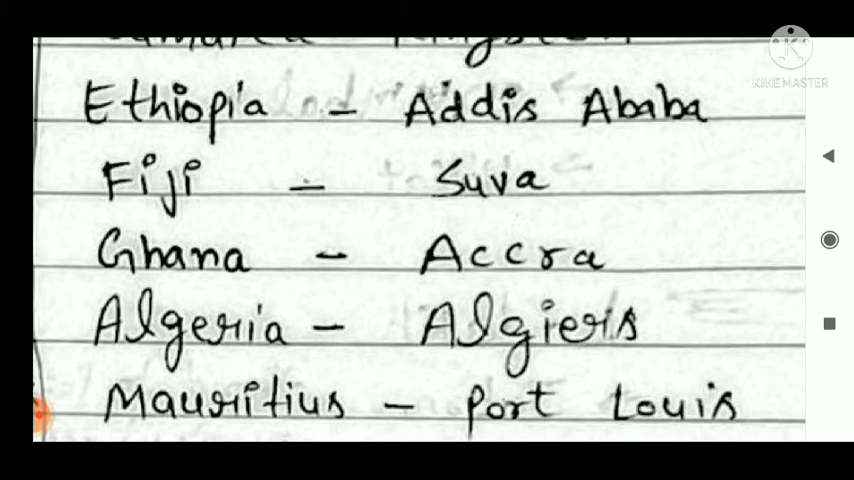 Ethiopia - Addis Ababa
Fiji - Suva
Ghana - Accra
Algeria - Algiers
Mauritius - Port Louis
KINEMASTER